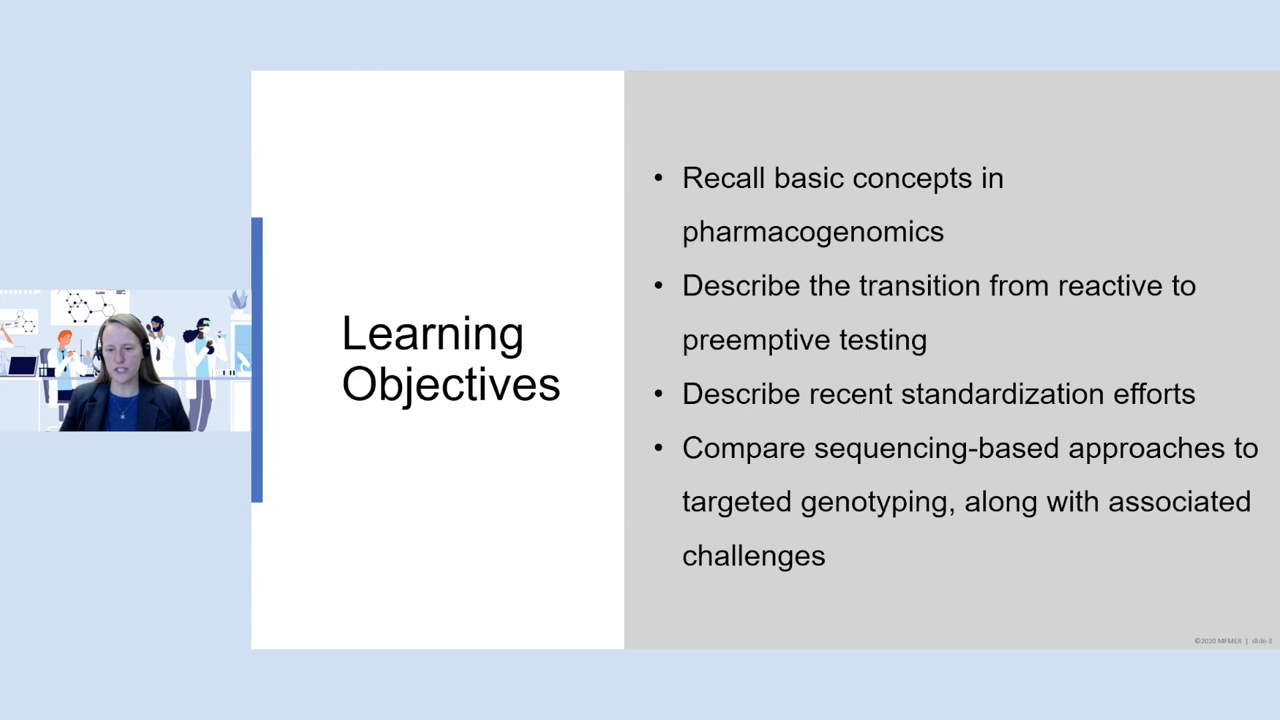 Learning
Objectives
• Recall basic concepts in
pharmacogenomics
• Describe the transition from reactive to
preemptive testing
• Describe recent standardization efforts
• Compare sequencing-based approaches to
targeted genotyping, along with associated
challenges
©2020 MFMER | slide-3